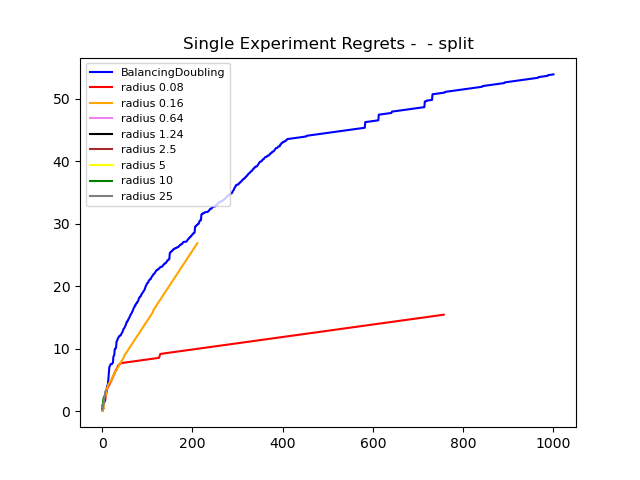 Single Experiment Regrets -  - split
BalancingDoubling
radius 0.08
radius 0.16
radius 0.64
radius 1.24
radius 2.5
radius 5
radius 10
radius 25
50
40
30
20
10
0
0 200 400 600 800 1000